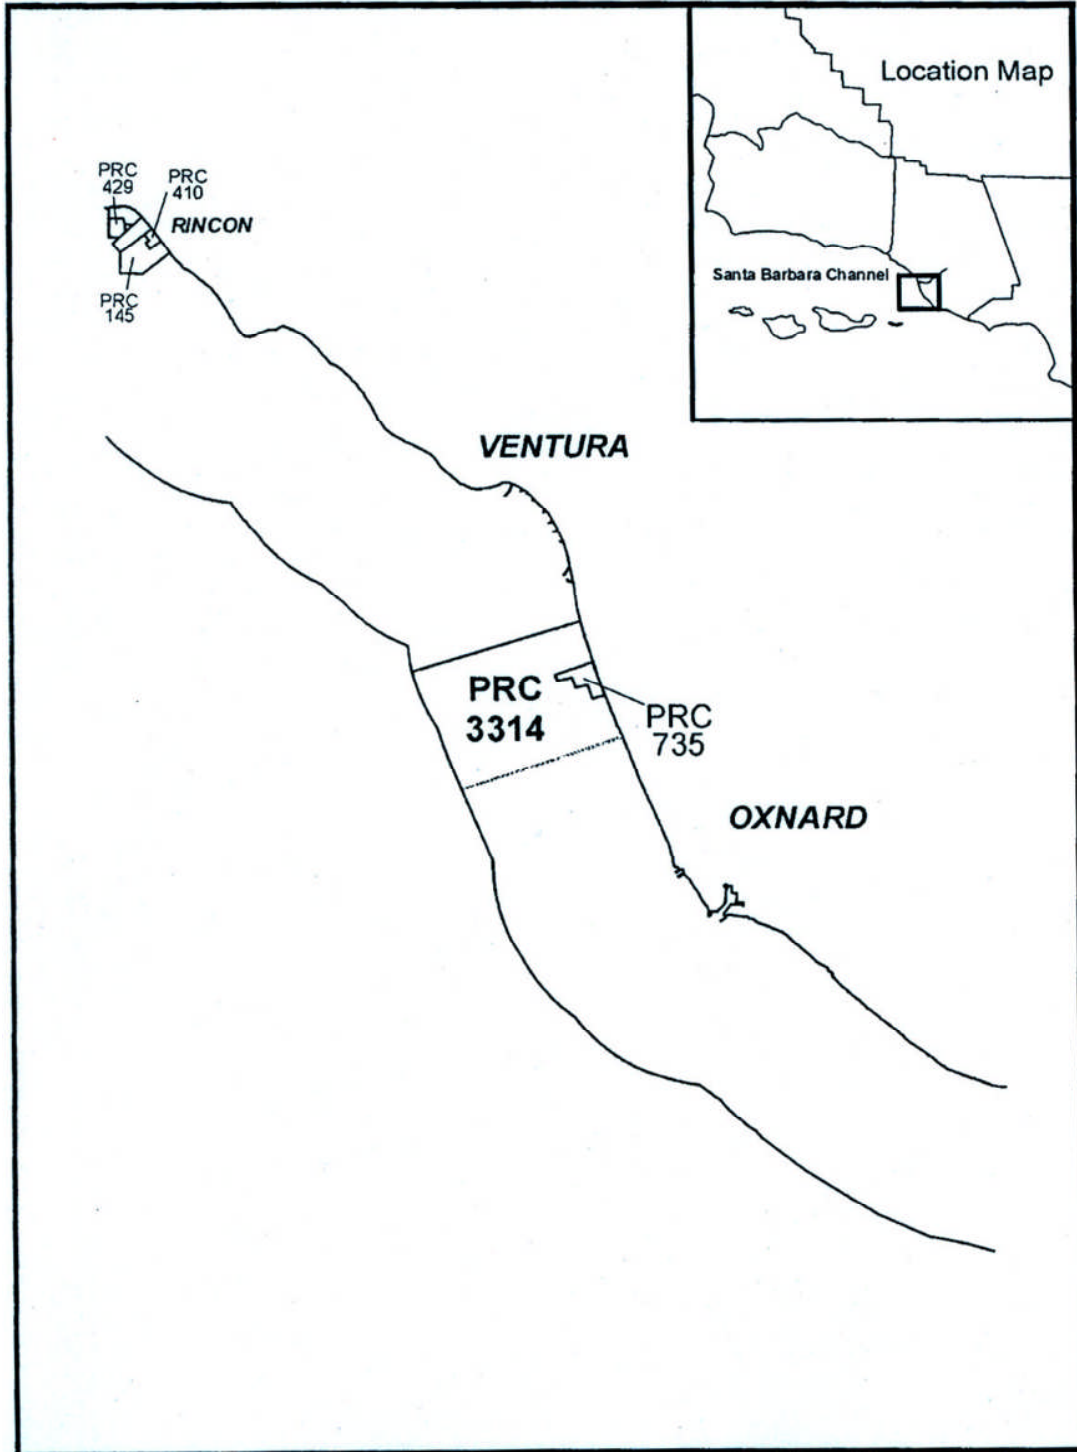 Location Map
Santa Barbara Channel
PRC
429
PRC
410
RINCON
PRC
145
VENTURA
PRC
3314
PRC
735
OXNARD